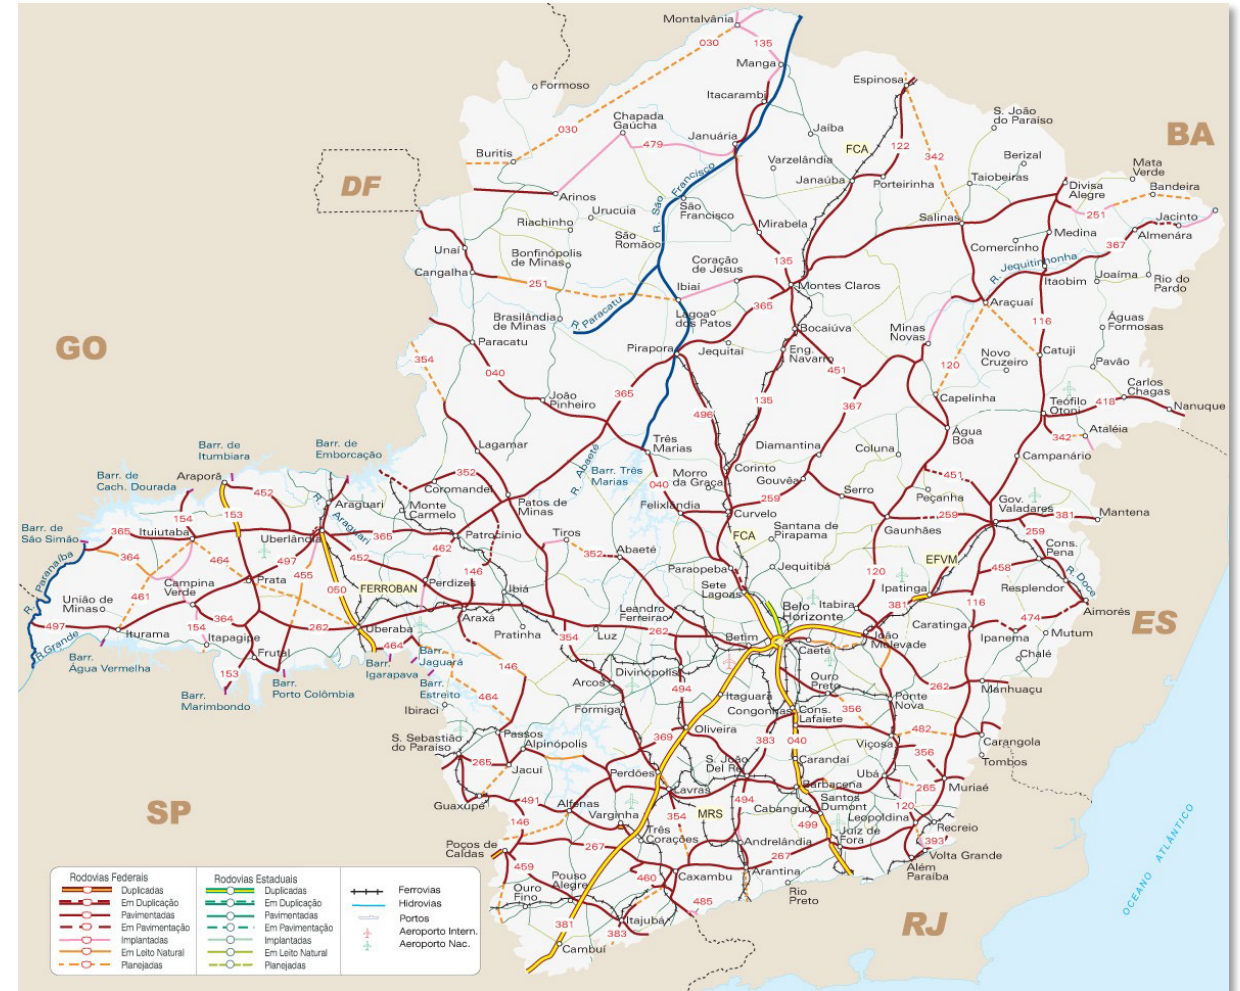 Montalvânia
030
135
Manga
Espinosa
Formoso
Itacarambi
S. João
do Paraíso
BA
Chapada
Gaúcha
030
Januária
Jaíba
FCA
122
342
479
Buritis
Varzelândia
Berizal
Mata
Verde
DF
Janaúba
Porteirinha
Taiobeiras
Divisa
Alegre
Bandeira
Arinos
R. São Francisco
São
Francisco
Urucuia
Riachinho
Salinas
251
Jacinto
Mirabela
São
Romão
Medina
Almenára
Unaí
Bonfinópolis
de Minas
Comercinho
367
Coração
de Jesus
135
R. Jequitinhonha
Cangalha
251
Ibiaí
Montes Claros
Itaobim
Joaíma
Rio do
Pardo
Araçuaí
365
Brasilândia
de Minas
R. Paracatu
Lagoa
dos Patos
Bocaiúva
Minas
Novas
116
Águas
Formosas
GO
Paracatu
Pirapora
Jequitaí
Eng.
Navarro
Novo
Cruzeiro
Catuji
354
040
451
120
Pavão
365
João
Pinheiro
496
135
367
Capelinha
Carlos
Chagas
Teófilo
Otoni
418
Nanuque
Água
Boa
342
Ataléia
Barr. de
Itumbiara
Barr. de
Emborcação
Lagamar
Três
Marias
Diamantina
Coluna
Campanário
Barr. de
Cach. Dourada
Araporã
352
R. Abaeté
Barr. Três
Marias
Morro
da Graça
Corinto
Gouvêa
451
452
R. Araguari
Coromandel
040
259
Serro
Peçanha
Gov.
Valadares
Araguari
Monte
Carmelo
Patos de
Minas
Felixlândia
Curvelo
154
153
Barr. de
São Simão
365
Ituiutaba
Uberlândia
365
Patrocínio
Tiros
FCA
Santana de
Pirapama
Gaunhães
259
381
Mantena
259
R. Paranaíba
364
464
497
452
462
352
Abaeté
Cons.
Pena
EFVM
Campina
Verde
Prata
455
FERROBAN
Perdizes
146
Paraopeba
Jequitibá
120
458
R. Doce
461
050
Ibiá
Sete
Lagoas
Ipatinga
Resplendor
União de
Minas
Leandro
Ferreira
Belo
Horizonte
Itabira
381
116
Aimorés
497
154
364
262
Uberaba
Araxá
Luz
262
Caratinga
474
ES
R.Grande
Iturama
Itapagipe
464
Pratinha
354
Betim
João
Molevade
Ipanema
Mutum
Barr.
Água Vermelha
Frutal
Barr.
Igarapava
Barr.
Jaguará
Caeté
Chalé
153
Barr.
Porto Colômbia
Barr.
Estreito
146
Divinópolis
Ouro
Preto
Barr.
Marimbondo
464
Arcos
494
Itaguara
262
Manhuaçu
Ibiraci
Formiga
Congonhas
Cons.
Lafaiete
356
Ponte
Nova
S. Sebastião
do Paraíso
Passos
Oliveira
482
Alpinópolis
369
383
040
Viçosa
356
Carangola
265
Jacuí
Perdões
S. João
Del Rei
Carandaí
Tombos
Ubá
265
Muriaé
SP
Guaxupé
491
Alfenas
Lavras
494
Barbacena
Cabangu
Santos
Dumont
120
146
Varginha
354
MRS
Leopoldina
Recreio
499
Três
Corações
Juiz de
Fora
393
Poços de
Caldas
267
Andrelândia
267
Volta Grande
Além
Paraíba
459
Pouso
Alegre
Caxambu
Arantina
460
Ouro
Fino
Rio
Preto
485
381
Itajubá
383
RJ
Cambuí
OCEANO ATLÂNTICO
Rodovias Federais
Duplicadas
Em Duplicação
Pavimentadas
Em Pavimentação
Implantadas
Em Leito Natural
Planejadas
Rodovias Estaduais
Duplicadas
Em Duplicação
Pavimentadas
Em Pavimentação
Implantadas
Em Leito Natural
Planejadas
Ferrovias
Hidrovias
Portos
Aeroporto Intern.
Aeroporto Nac.